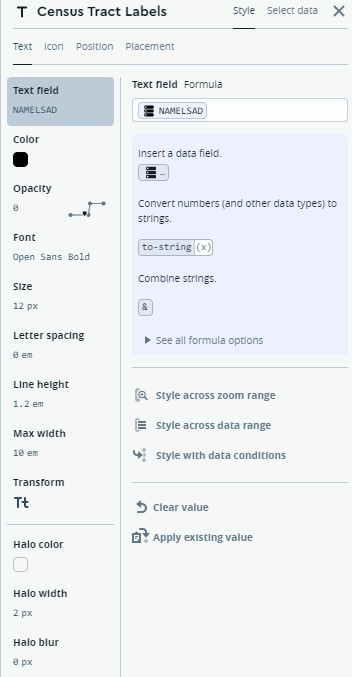 Census Tract Labels
Style
Select data
Text
Icon
Position
Placement
Text field
NAMELSAD
Color
Opacity
0
Font
Open Sans Bold
Size
12 px
Letter spacing
0 em
Line height
1.2 em
Max width
10 em
Transform
Tt
Halo color
Halo width
2 px
Halo blur
0 px
Text field Formula
NAMELSAD
Insert a data field.
…
Convert numbers (and other data types) to
strings.
to-string (x)
Combine strings.
&
See all formula options
Style across zoom range
Style across data range
Style with data conditions
Clear value
Apply existing value